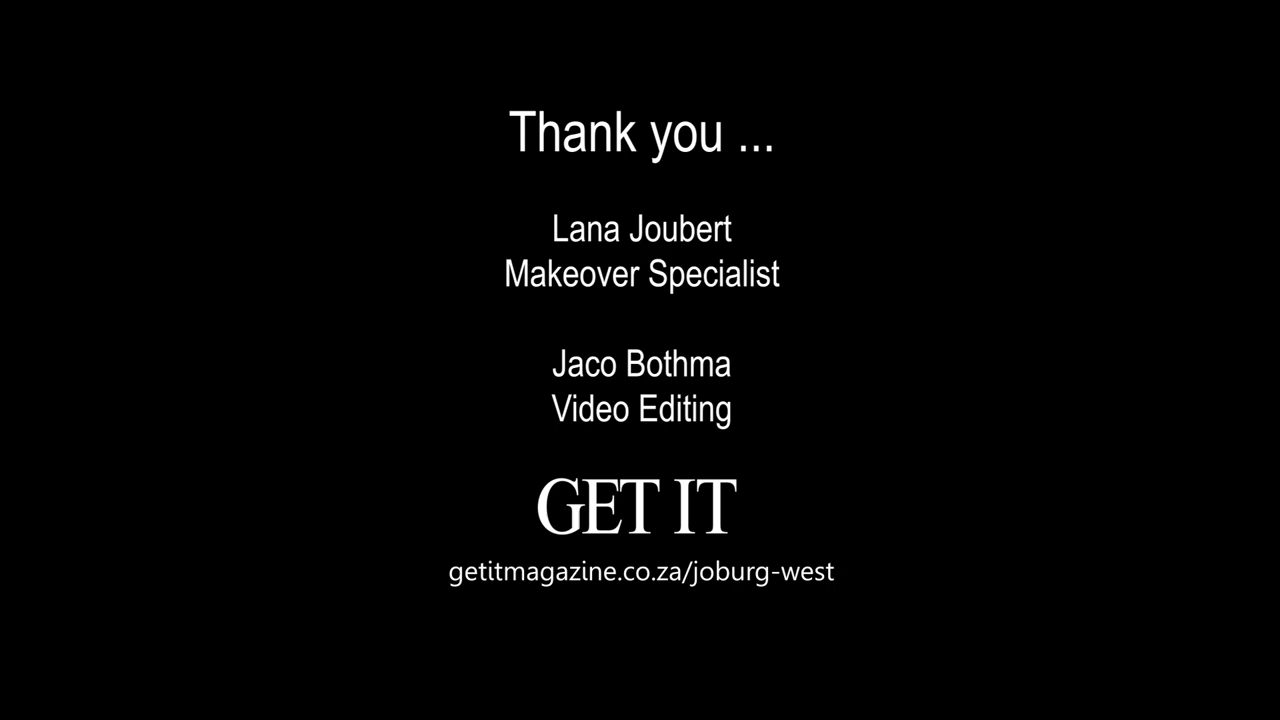 Thank you ...
Lana Joubert
Makeover Specialist
Jaco Bothma
Video Editing
GET IT
getitmagazine.co.za/joburg-west